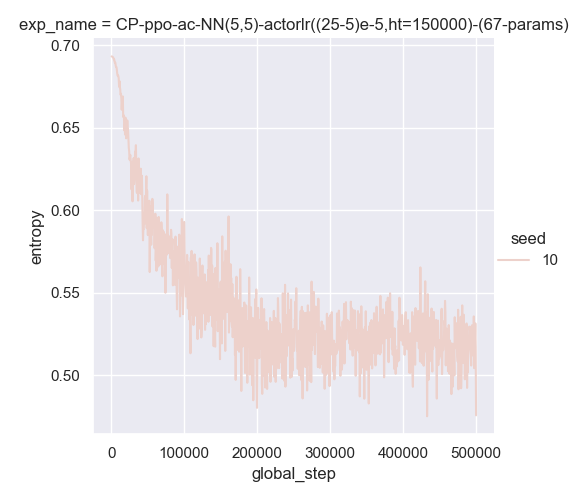 exp_name = CP-ppo-ac-NN(5,5)-actorlr((25-5)e-5,ht=150000)-(67-params)
0.70
0.65
0.60
0.55
0.50
entropy
0 100000 200000 300000 400000 500000
global_step
seed
10